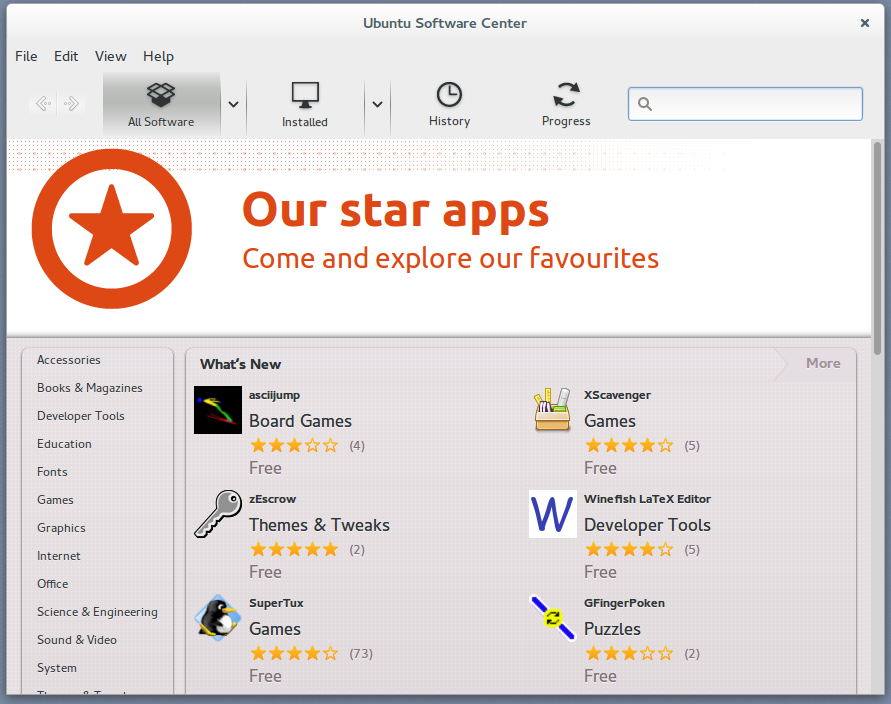 Ubuntu Software Center
File Edit View Help
All Software Installed History Progress
Our star apps
Come and explore our favourites
Accessories
Books & Magazines
Developer Tools
Education
Fonts
Games
Graphics
Internet
Office
Science & Engineering
Sound & Video
System
What's New More
asciijump
Board Games
(4)
Free
XScavenger
Games
(5)
Free
zEscrow
Themes & Tweaks
(2)
Free
Winefish LaTeX Editor
Developer Tools
(5)
Free
SuperTux
Games
(73)
Free
GFingerPoken
Puzzles
(2)
Free